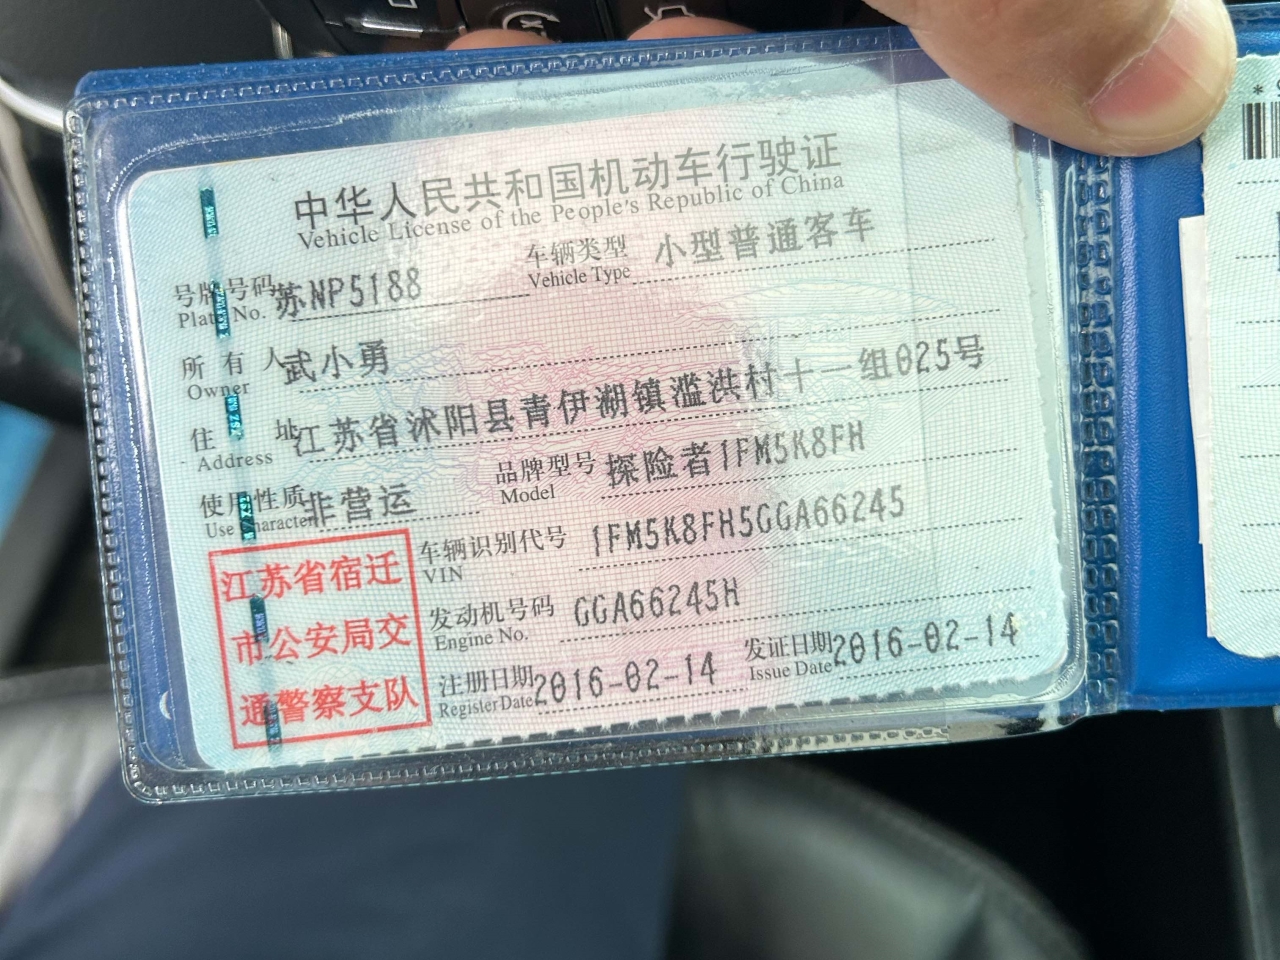 中华人民共和国机动车行驶证
Vehicle License of the People's Republic of China
号牌号码 苏NP5188 车辆类型 小型普通客车
Plate No. Vehicle Type
所有人 武小勇
Owner
住址 江苏省沭阳县青伊湖镇滥洪村十一组025号
Address
使用性质 非营运 品牌型号 探险者1FM5K8FH
Use Character Model
车辆识别代号 1FM5K8FH5GGA66245
VIN
发动机号码 GGA66245H
Engine No.
注册日期 2016-02-14 发证日期 2016-02-14
Register Date Issue Date
江苏省宿迁
市公安局交
通警察支队